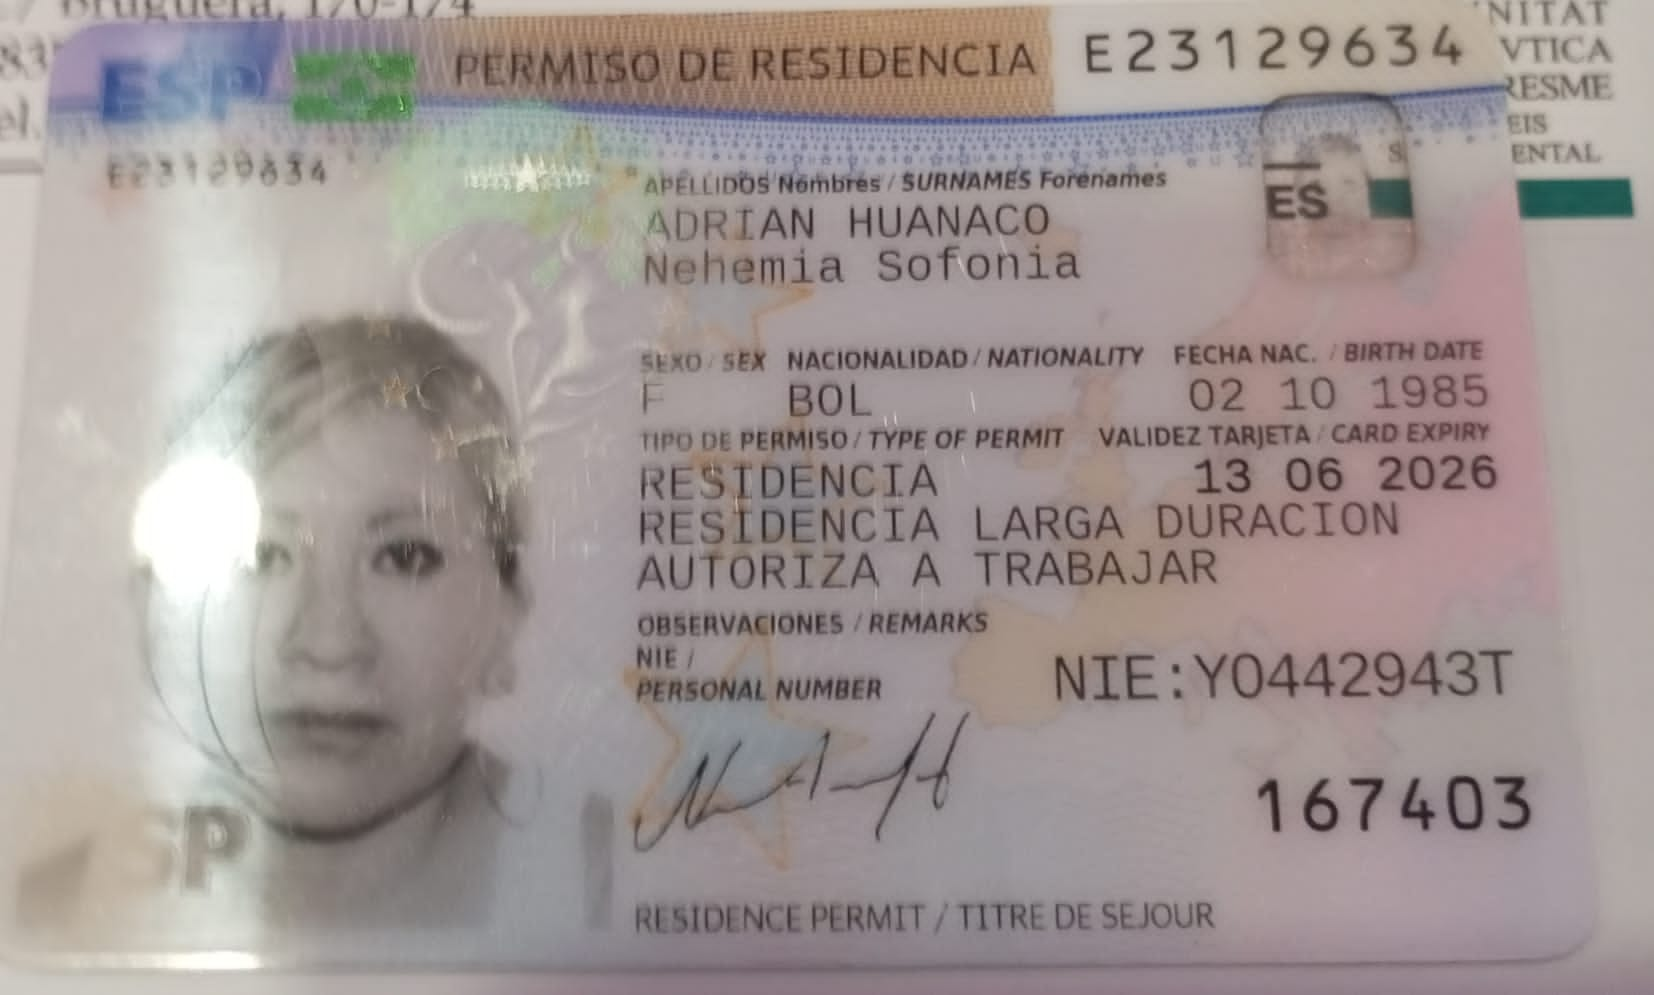 Bruguera, 170-174
ESP PERMISO DE RESIDENCIA E23129634
NITAT
VTICA
RESME
EIS
ENTAL
E23129634
APELLIDOS Nombres / SURNAMES Forenames
ADRIAN HUANACO
Nehemia Sofonia
S
ES
SEXO / SEX NACIONALIDAD / NATIONALITY FECHA NAC. / BIRTH DATE
F BOL 02 10 1985
TIPO DE PERMISO / TYPE OF PERMIT VALIDEZ TARJETA / CARD EXPIRY
RESIDENCIA 13 06 2026
RESIDENCIA LARGA DURACION
AUTORIZA A TRABAJAR
OBSERVACIONES / REMARKS
NIE /
PERSONAL NUMBER
NIE:Y0442943T
SP
167403
RESIDENCE PERMIT / TITRE DE SEJOUR